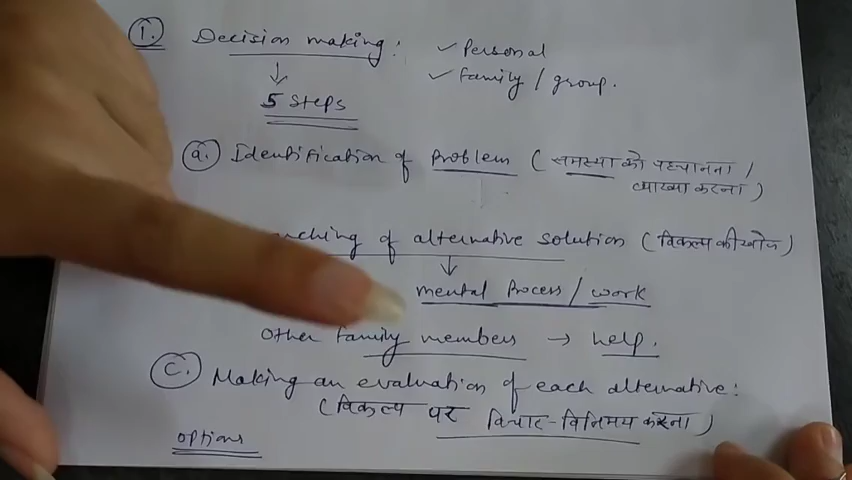 1. Decision making: ✓ Personal
✓ family / group.
↓
5 Steps
a. Identification of Problem (समस्या को पहचानना /
व्याख्या करना)
of alternative solution (विकल्प की खोज)
↓
mental Process / work
Other family members → help.
C. Making an evaluation of each alternative:
(विकल्प पर विचार-विनिमय करना)
options